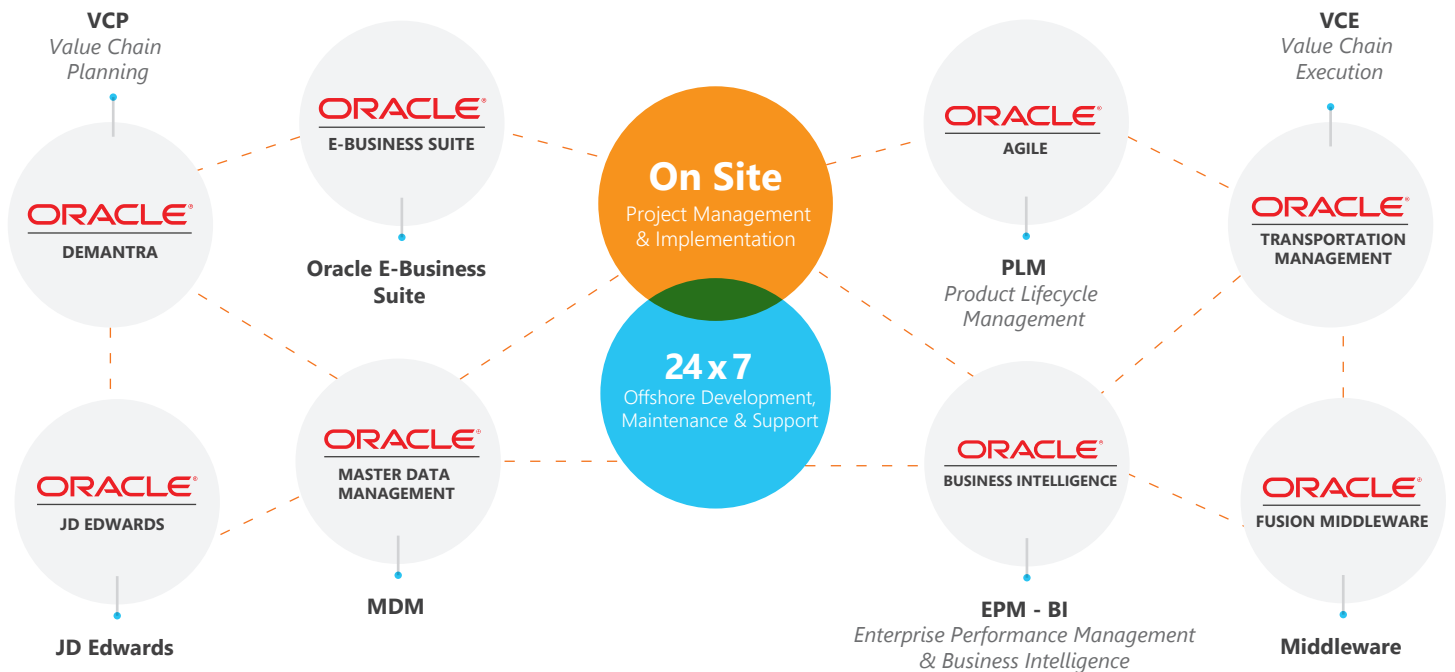 VCP
Value Chain
Planning
ORACLE®
DEMANTRA
ORACLE®
E-BUSINESS SUITE
Oracle E-Business
Suite
ORACLE®
JD EDWARDS
JD Edwards
ORACLE®
MASTER DATA
MANAGEMENT
MDM
On Site
Project Management
& Implementation
24 x 7
Offshore Development,
Maintenance & Support
ORACLE®
AGILE
PLM
Product Lifecycle
Management
VCE
Value Chain
Execution
ORACLE®
TRANSPORTATION
MANAGEMENT
ORACLE®
BUSINESS INTELLIGENCE
EPM - BI
Enterprise Performance Management
& Business Intelligence
ORACLE®
FUSION MIDDLEWARE
Middleware